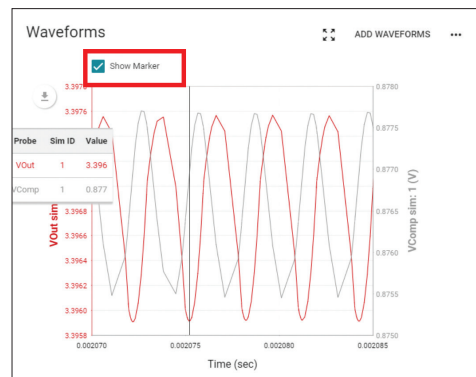 Waveforms
ADD WAVEFORMS
Show Marker
3.3978
3.3976
Probe Sim ID Value
VOut 1 3.396
VComp 1 0.877
3.3968
3.3966
3.3964
3.3962
3.3960
3.3958
VOut sim
0.8780
0.8775
0.8770
0.8765
0.8760
0.8755
0.8750
VComp sim: 1 (V)
0.002070
0.002075
0.002080
0.002085
Time (sec)